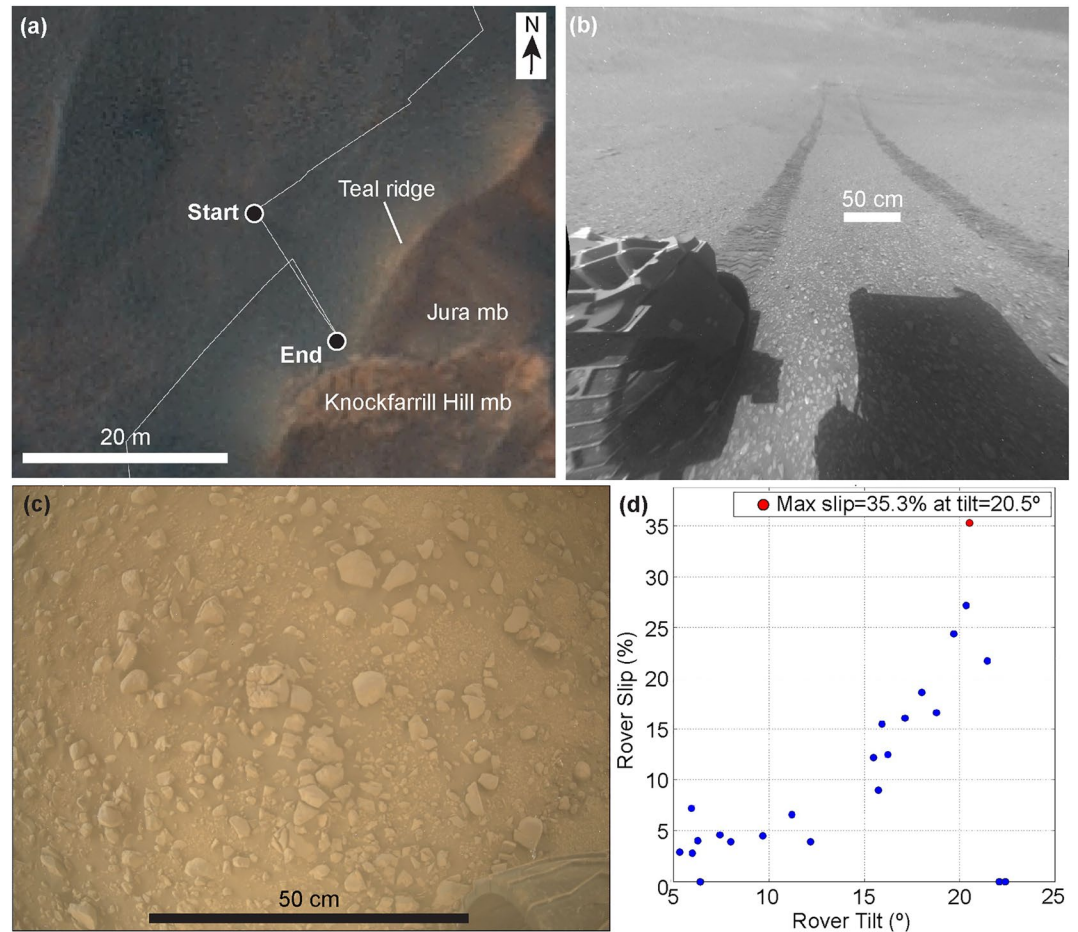 (a)
N
Start
Teal ridge
Jura mb
End
Knockfarrill Hill mb
20 m
(b)
50 cm
(c)
50 cm
(d)
Max slip=35.3% at tilt=20.5º
Rover Slip (%)
35
30
25
20
15
10
5
0
5
10
15
20
25
Rover Tilt (º)